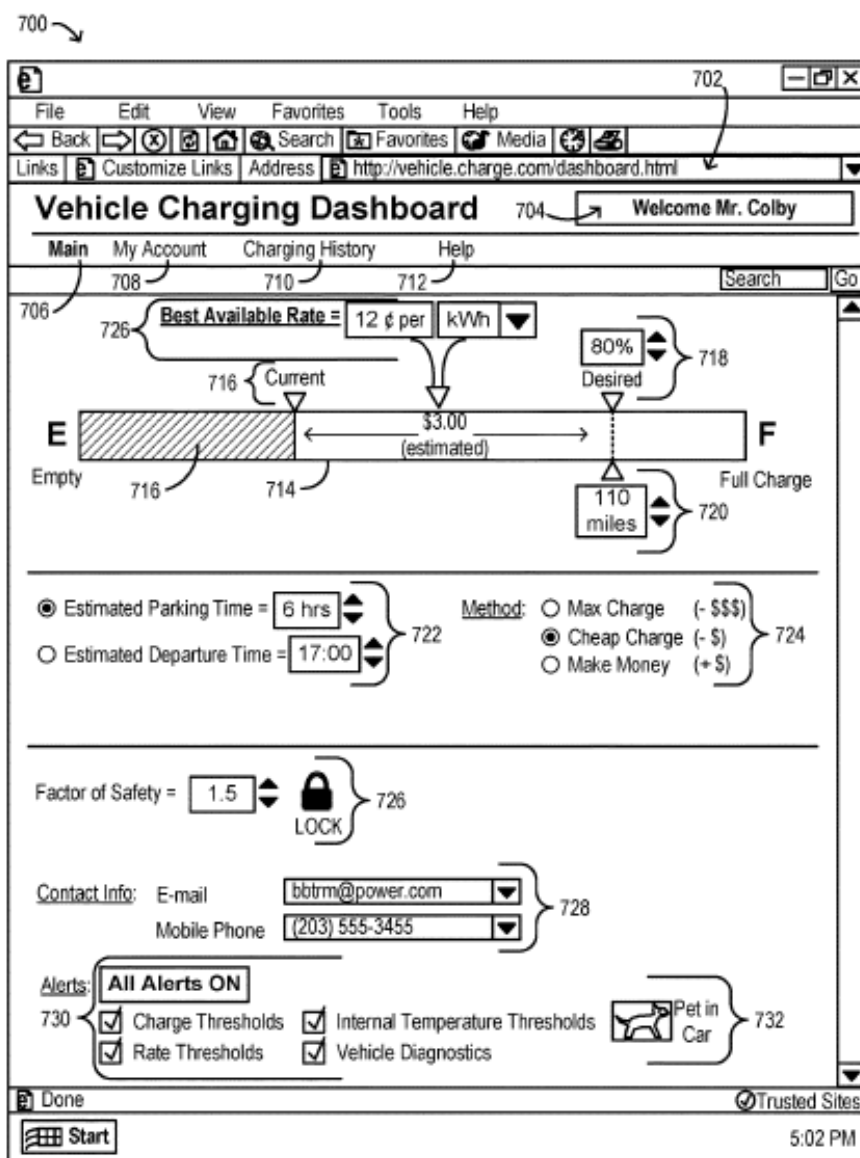 700
702
File Edit View Favorites Tools Help
Back Search Favorites Media
Links Customize Links Address http://vehicle.charge.com/dashboard.html
Vehicle Charging Dashboard 704 Welcome Mr. Colby
Main My Account Charging History Help
706 708 710 712 Search Go
726 Best Available Rate = 12 ¢ per kWh
80% 718
716 Current Desired
E $3.00 F
(estimated)
Empty 716 714 Full Charge
110 720
miles
Estimated Parking Time = 6 hrs Method: Max Charge (- $$$)
722 Cheap Charge (- $) 724
Estimated Departure Time = 17:00 Make Money (+ $)
Factor of Safety = 1.5 726
LOCK
Contact Info: E-mail bbtrm@power.com
728
Mobile Phone (203) 555-3455
Alerts: All Alerts ON
730 Charge Thresholds Internal Temperature Thresholds Pet in 732
Rate Thresholds Vehicle Diagnostics Car
Done Trusted Sites
Start 5:02 PM